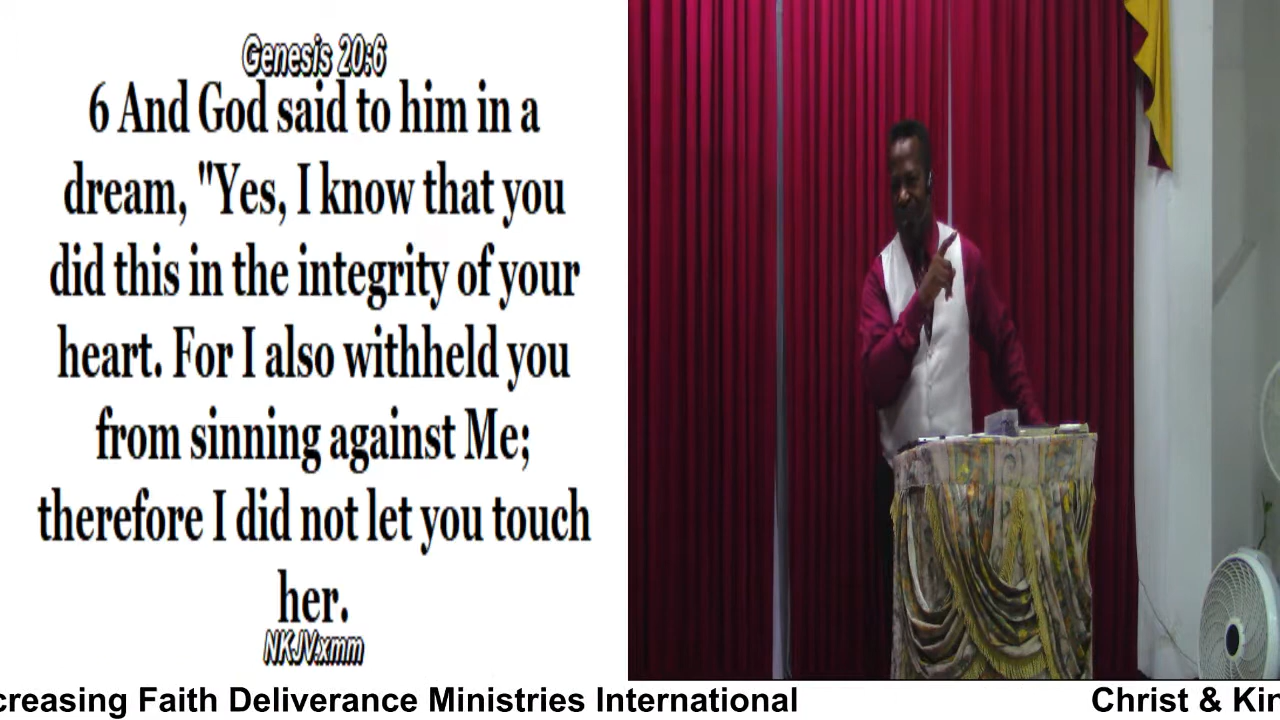 Genesis 20:6
6 And God said to him in a
dream, "Yes, I know that you
did this in the integrity of your
heart. For I also withheld you
from sinning against Me;
therefore I did not let you touch
her.
NKJV.xmm
creasing Faith Deliverance Ministries International Christ & Kin